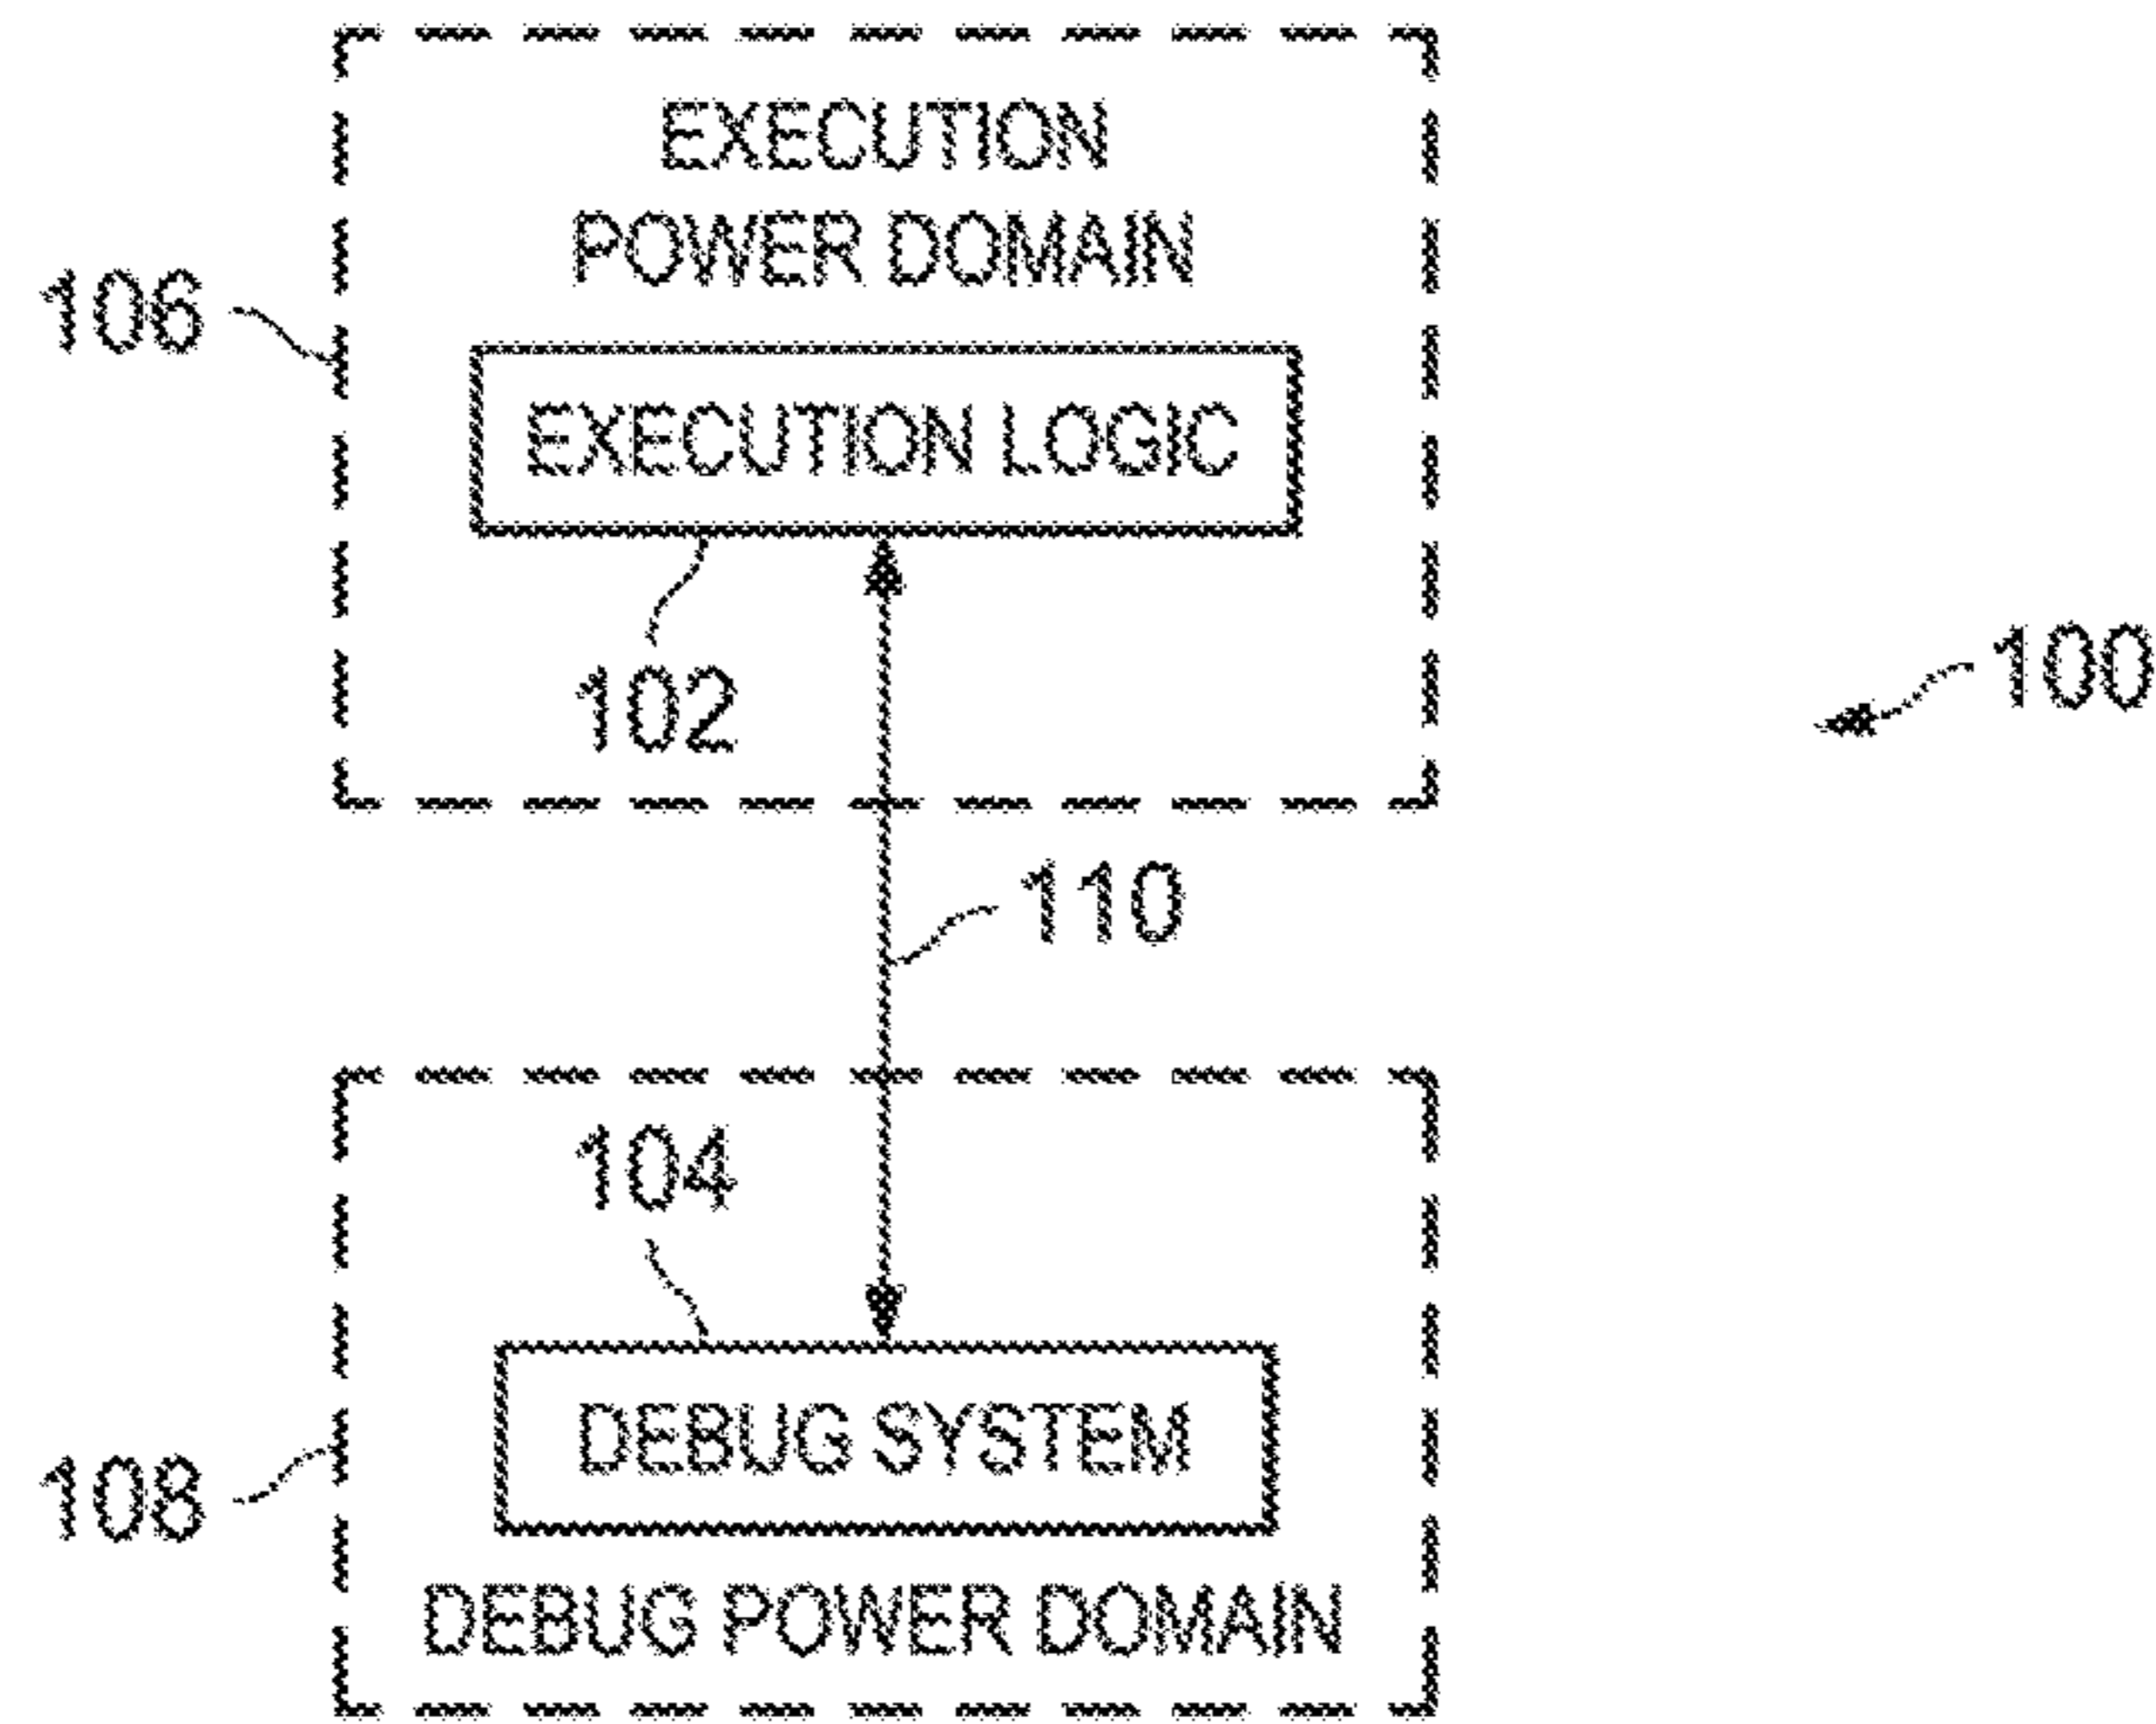 EXECUTION
POWER DOMAIN
106
EXECUTION LOGIC
102
100
110
104
DEBUG SYSTEM
108
DEBUG POWER DOMAIN